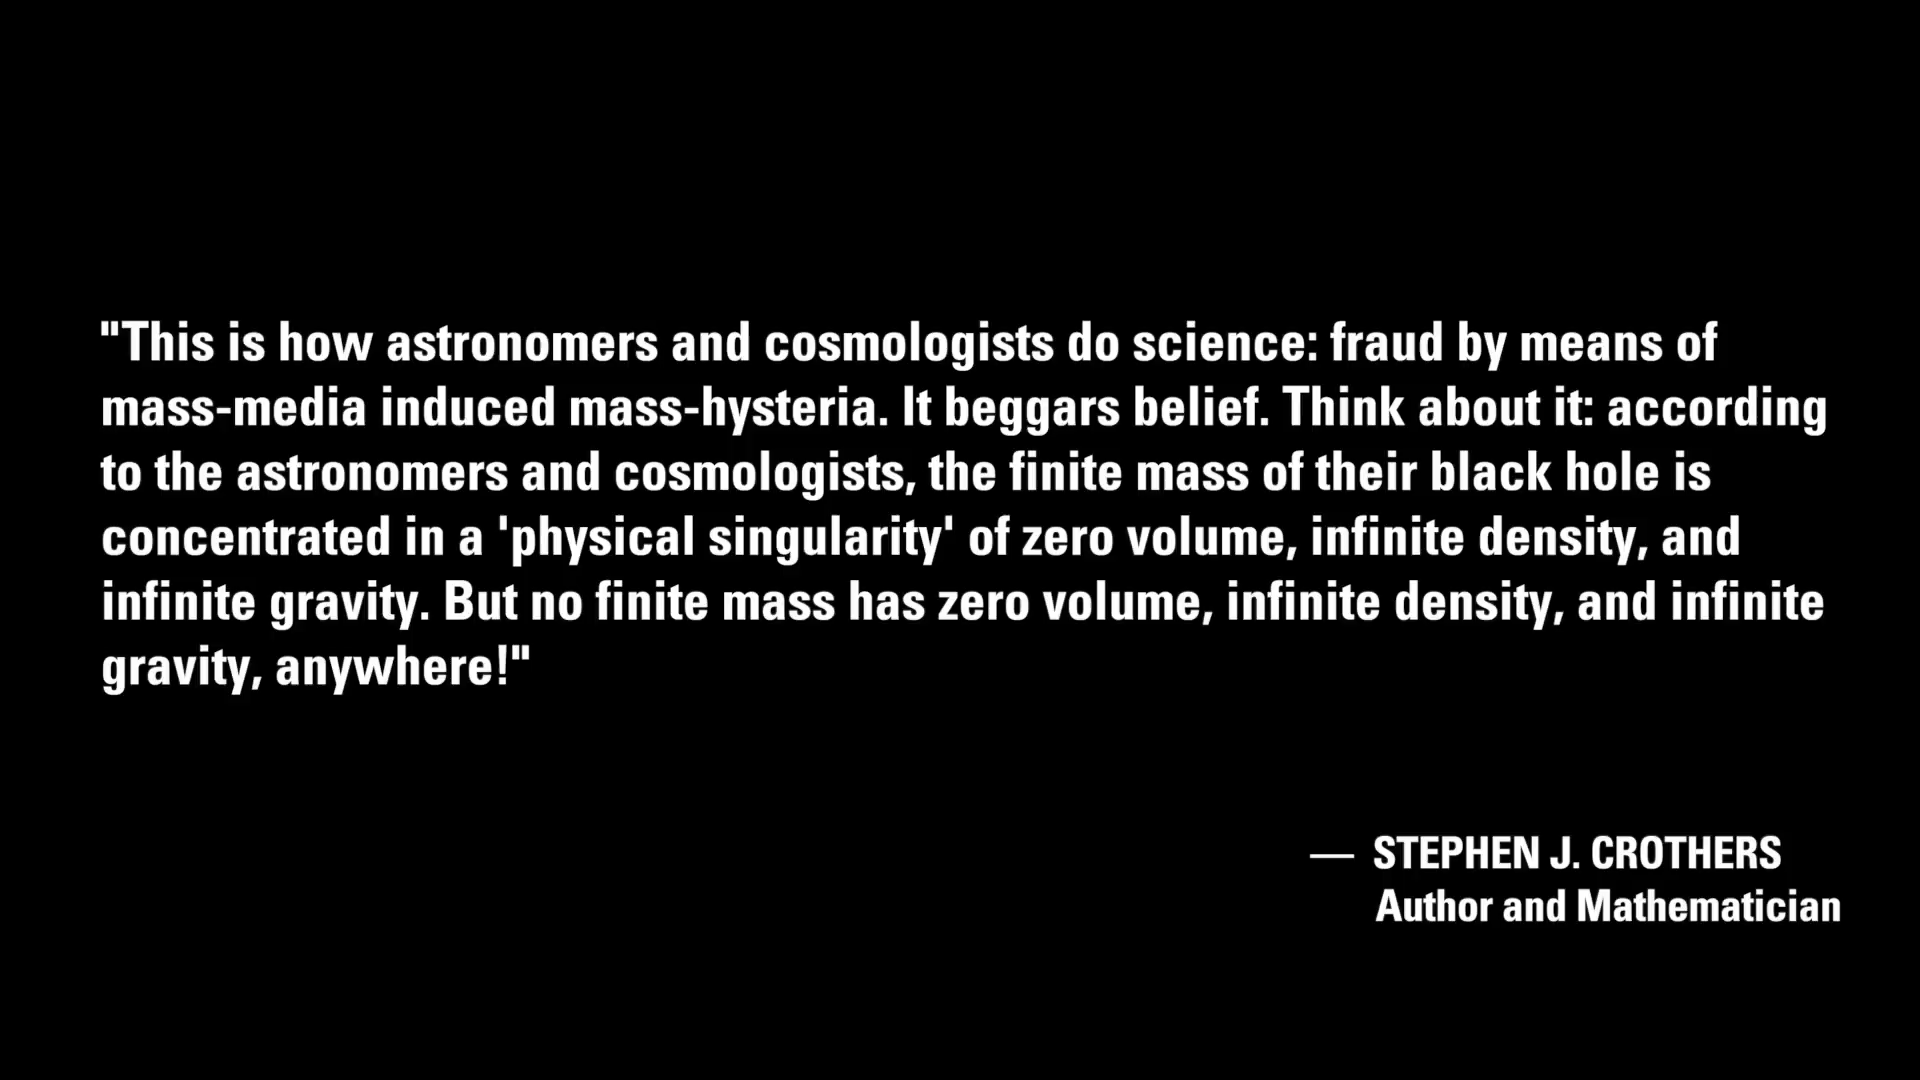 "This is how astronomers and cosmologists do science: fraud by means of
mass-media induced mass-hysteria. It beggars belief. Think about it: according
to the astronomers and cosmologists, the finite mass of their black hole is
concentrated in a 'physical singularity' of zero volume, infinite density, and
infinite gravity. But no finite mass has zero volume, infinite density, and infinite
gravity, anywhere!"
— STEPHEN J. CROTHERS
Author and Mathematician